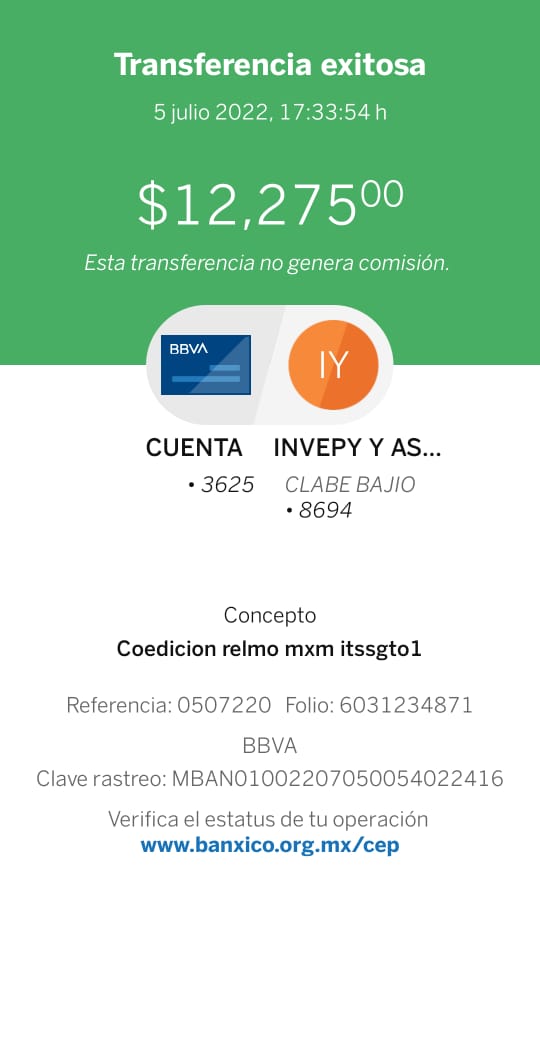 Transferencia exitosa
5 julio 2022, 17:33:54 h
$12,27500
Esta transferencia no genera comisión.
BBVA
IY
CUENTA INVEPY Y AS...
• 3625 CLABE BAJIO
• 8694
Concepto
Coedicion relmo mxm itssgto1
Referencia: 0507220 Folio: 6031234871
BBVA
Clave rastreo: MBAN01002207050054022416
Verifica el estatus de tu operación
www.banxico.org.mx/cep